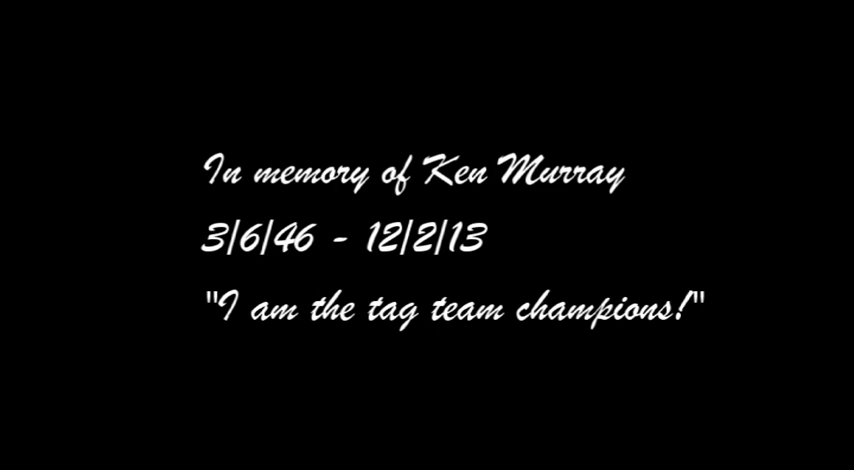 In memory of Ken Murray
3/6/46 - 12/2/13
"I am the tag team champions!"